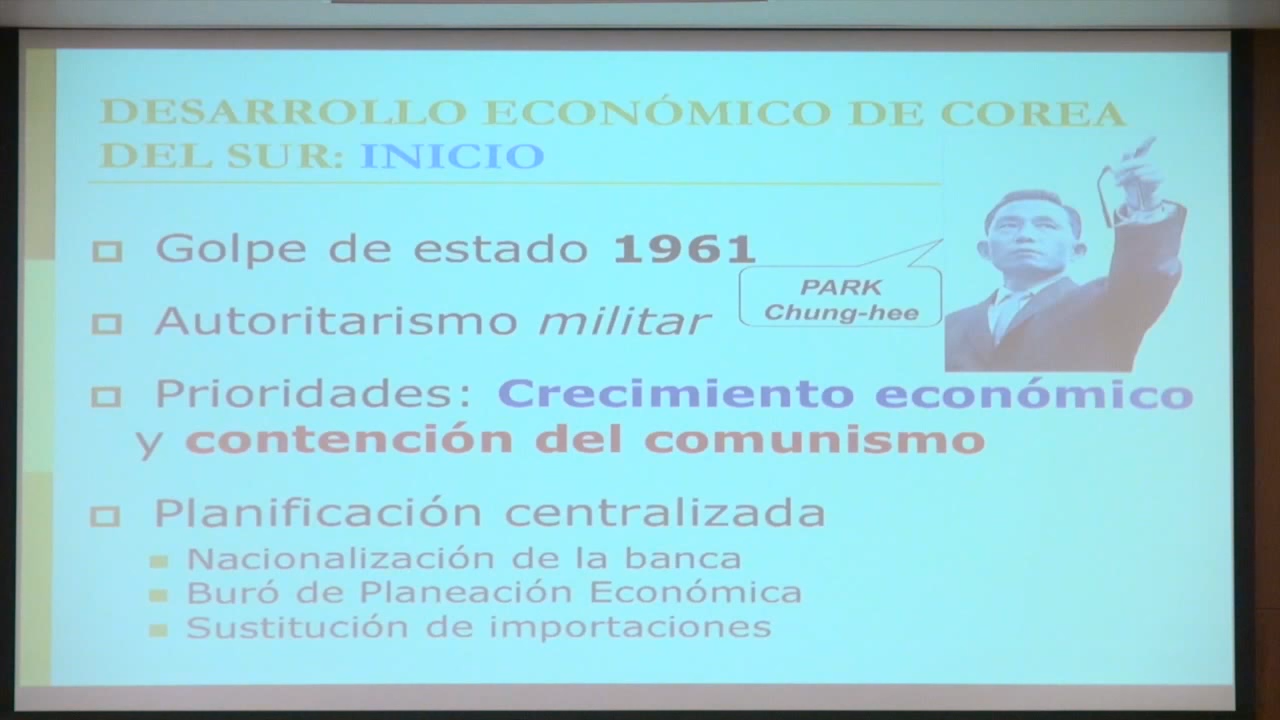 DESARROLLO ECONÓMICO DE COREA
DEL SUR: INICIO
Golpe de estado 1961
PARK
Chung-hee
Autoritarismo militar
Prioridades: Crecimiento económico
y contención del comunismo
Planificación centralizada
Nacionalización de la banca
Buró de Planeación Económica
Sustitución de importaciones